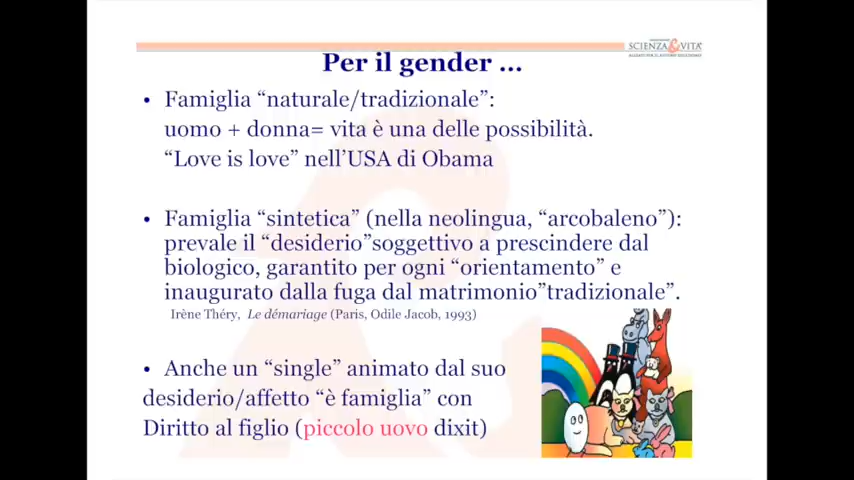 SCIENZA&VITA
Per il gender ...
• Famiglia “naturale/tradizionale”:
uomo + donna= vita è una delle possibilità.
“Love is love” nell’USA di Obama
• Famiglia “sintetica” (nella neolingua, “arcobaleno”):
prevale il “desiderio”soggettivo a prescindere dal
biologico, garantito per ogni “orientamento” e
inaugurato dalla fuga dal matrimonio”tradizionale”.
Irène Théry, Le démariage (Paris, Odile Jacob, 1993)
• Anche un “single” animato dal suo
desiderio/affetto “è famiglia” con
Diritto al figlio (piccolo uovo dixit)